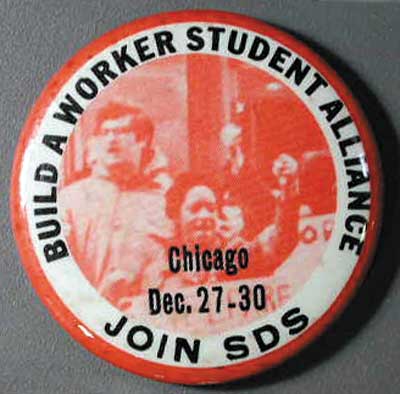 BUILD A WORKER STUDENT ALLIANCE
Chicago
Dec. 27-30
JOIN SDS